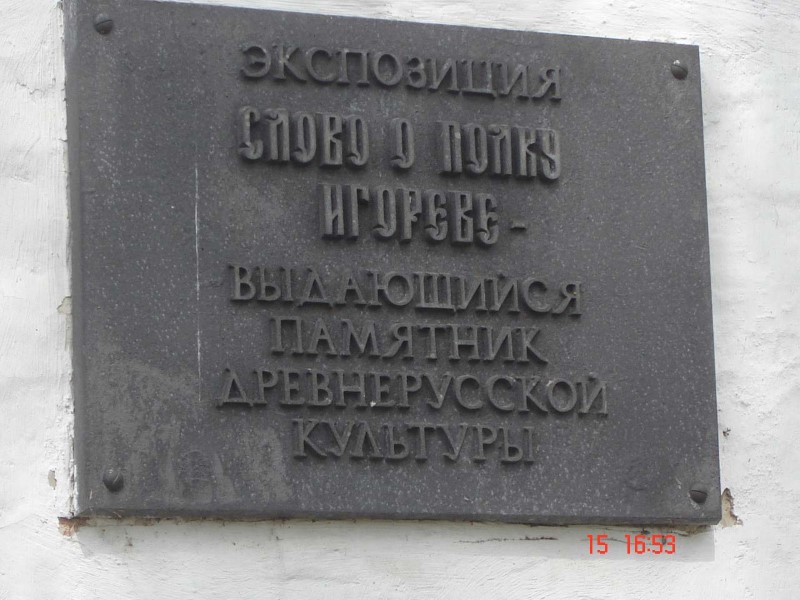 ЭКСПОЗИЦИЯ
СЛОВО О ПОЛКУ
ИГОРЕВЕ -
ВЫДАЮЩИЙСЯ
ПАМЯТНИК
ДРЕВНЕРУССКОЙ
КУЛЬТУРЫ
15 16:53